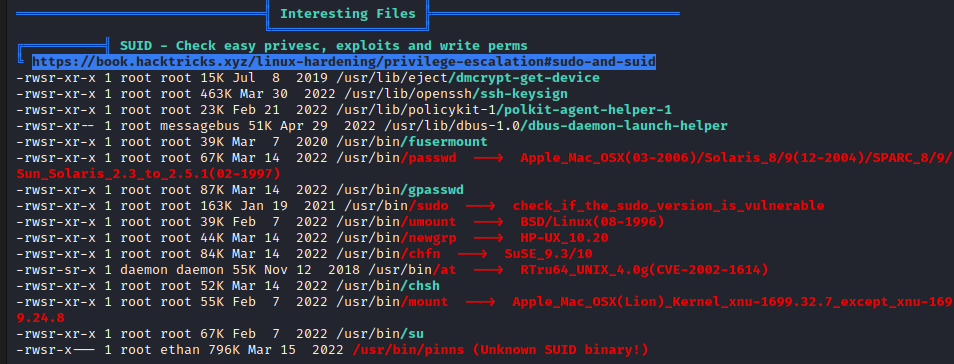 Interesting Files
SUID - Check easy privesc, exploits and write perms
https://book.hacktricks.xyz/linux-hardening/privilege-escalation#sudo-and-suid
-rwsr-xr-x 1 root root 15K Jul  8  2019 /usr/lib/eject/dmcrypt-get-device
-rwsr-xr-x 1 root root 463K Mar 30  2022 /usr/lib/openssh/ssh-keysign
-rwsr-xr-x 1 root root 23K Feb 21  2022 /usr/lib/policykit-1/polkit-agent-helper-1
-rwsr-xr-- 1 root messagebus 51K Apr 29  2022 /usr/lib/dbus-1.0/dbus-daemon-launch-helper
-rwsr-xr-x 1 root root 39K Mar  7  2020 /usr/bin/fusermount
-rwsr-xr-x 1 root root 67K Mar 14  2022 /usr/bin/passwd  --->  Apple_Mac_OSX(03-2006)/Solaris_8/9(12-2004)/SPARC_8/9/
Sun_Solaris_2.3_to_2.5.1(02-1997)
-rwsr-xr-x 1 root root 87K Mar 14  2022 /usr/bin/gpasswd
-rwsr-xr-x 1 root root 163K Jan 19  2021 /usr/bin/sudo  --->  check_if_the_sudo_version_is_vulnerable
-rwsr-xr-x 1 root root 39K Feb  7  2022 /usr/bin/umount  --->  BSD/Linux(08-1996)
-rwsr-xr-x 1 root root 44K Mar 14  2022 /usr/bin/newgrp  --->  HP-UX_10.20
-rwsr-xr-x 1 root root 84K Mar 14  2022 /usr/bin/chfn  --->  SuSE_9.3/10
-rwsr-sr-x 1 daemon daemon 55K Nov 12  2018 /usr/bin/at  --->  RTru64_UNIX_4.0g(CVE-2002-1614)
-rwsr-xr-x 1 root root 52K Mar 14  2022 /usr/bin/chsh
-rwsr-xr-x 1 root root 55K Feb  7  2022 /usr/bin/mount  --->  Apple_Mac_OSX(Lion)_Kernel_xnu-1699.32.7_except_xnu-169
9.24.8
-rwsr-xr-x 1 root root 67K Feb  7  2022 /usr/bin/su
-rwsr-x--- 1 root ethan 796K Mar 15  2022 /usr/bin/pinns (Unknown SUID binary!)